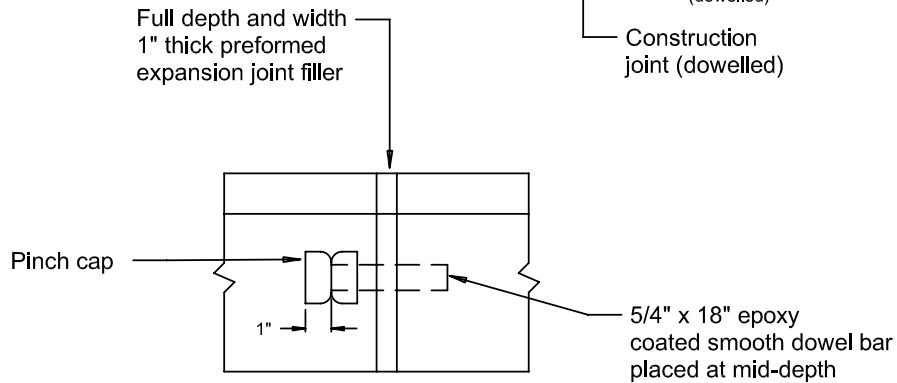 (dowelled)
Full depth and width
1" thick preformed
expansion joint filler
Construction
joint (dowelled)
Pinch cap
1"
5/4" x 18" epoxy
coated smooth dowel bar
placed at mid-depth